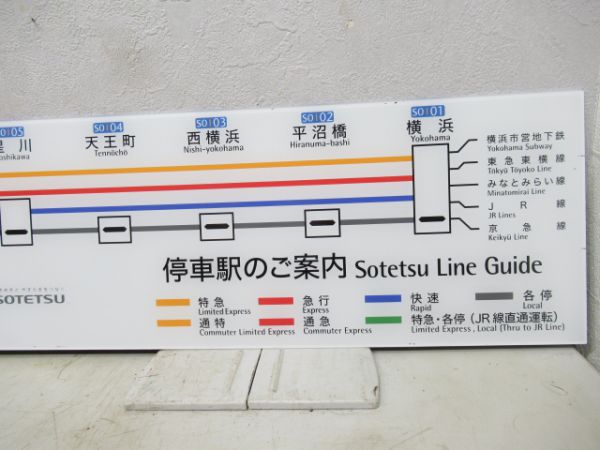 SO05
川
oshikawa
SO04
天王町
Tennōchō
SO03
西横浜
Nishi-yokohama
SO02
平沼橋
Hiranuma-bashi
SO01
横浜
Yokohama
横浜市営地下鉄
Yokohama Subway
東急東横線
Tōkyū Tōyoko Line
みなとみらい線
Minatomirai Line
JR線
JR Lines
京急線
Keikyū Line
停車駅のご案内 Sotetsu Line Guide
SOTETSU
特急
Limited Express
急行
Express
快速
Rapid
各停
Local
通特
Commuter Limited Express
通急
Commuter Express
特急・各停（JR線直通運転）
Limited Express , Local (Thru to JR Line)